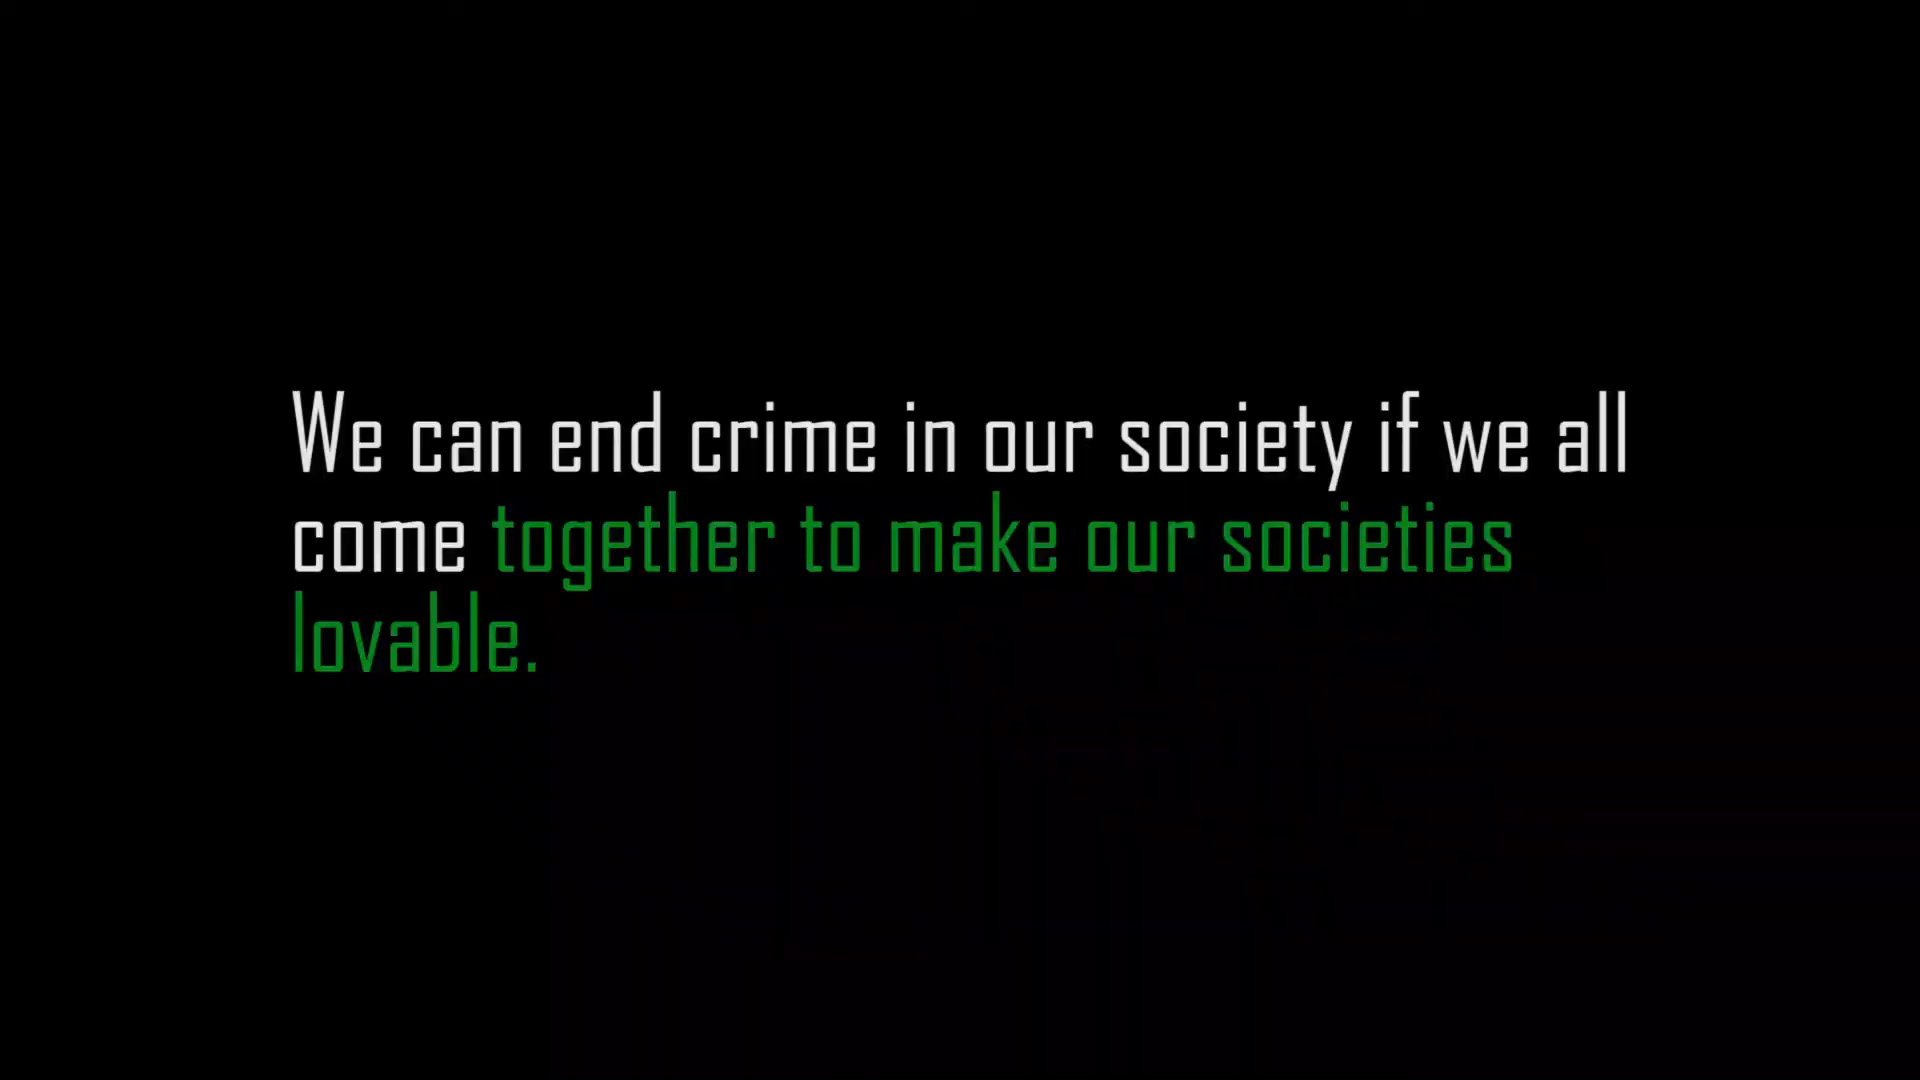 We can end crime in our society if we all
come together to make our societies
lovable.